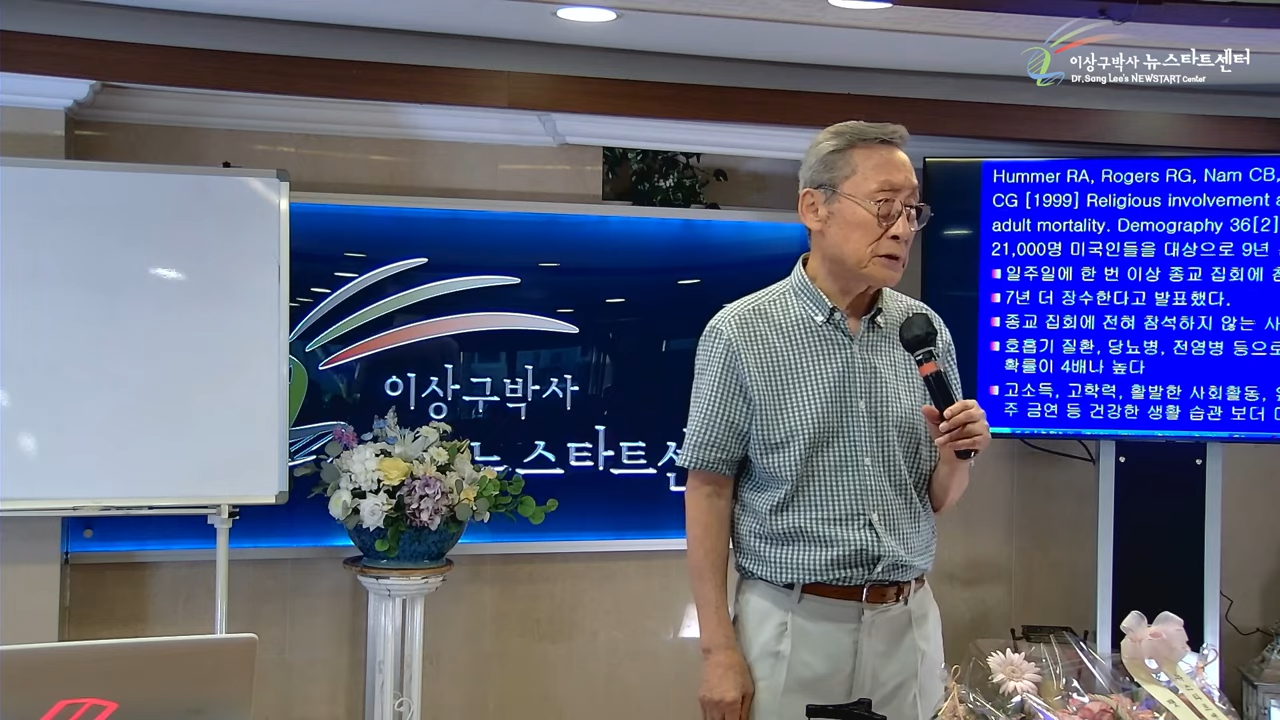 이상구박사 뉴스타트센터
Dr. Sang Lee's NEWSTART Center
이상구박사
뉴스타트센
Hummer RA, Rogers RG, Nam CB,
CG [1999] Religious involvement a
adult mortality. Demography 36[2]
21,000명 미국인들을 대상으로 9년
일주일에 한 번 이상 종교 집회에 참
7년 더 장수한다고 발표했다.
종교 집회에 전혀 참석하지 않는 사
호흡기 질환, 당뇨병, 전염병 등으로
확률이 4배나 높다
고소득, 고학력, 활발한 사회활동,
주 금연 등 건강한 생활 습관 보더 더